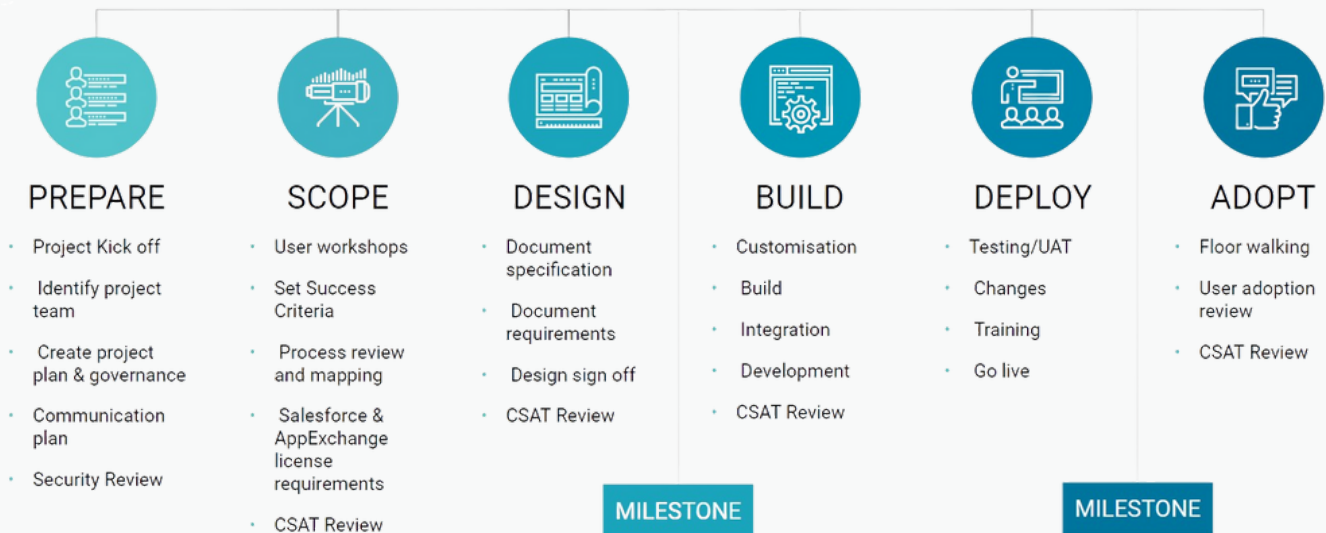 PREPARE
Project Kick off
Identify project
team
Create project
plan & governance
Communication
plan
Security Review
SCOPE
User workshops
Set Success
Criteria
Process review
and mapping
Salesforce &
AppExchange
license
requirements
CSAT Review
DESIGN
Document
specification
Document
requirements
Design sign off
CSAT Review
BUILD
Customisation
Build
Integration
Development
CSAT Review
DEPLOY
Testing/UAT
Changes
Training
Go live
ADOPT
Floor walking
User adoption
review
CSAT Review
MILESTONE
MILESTONE